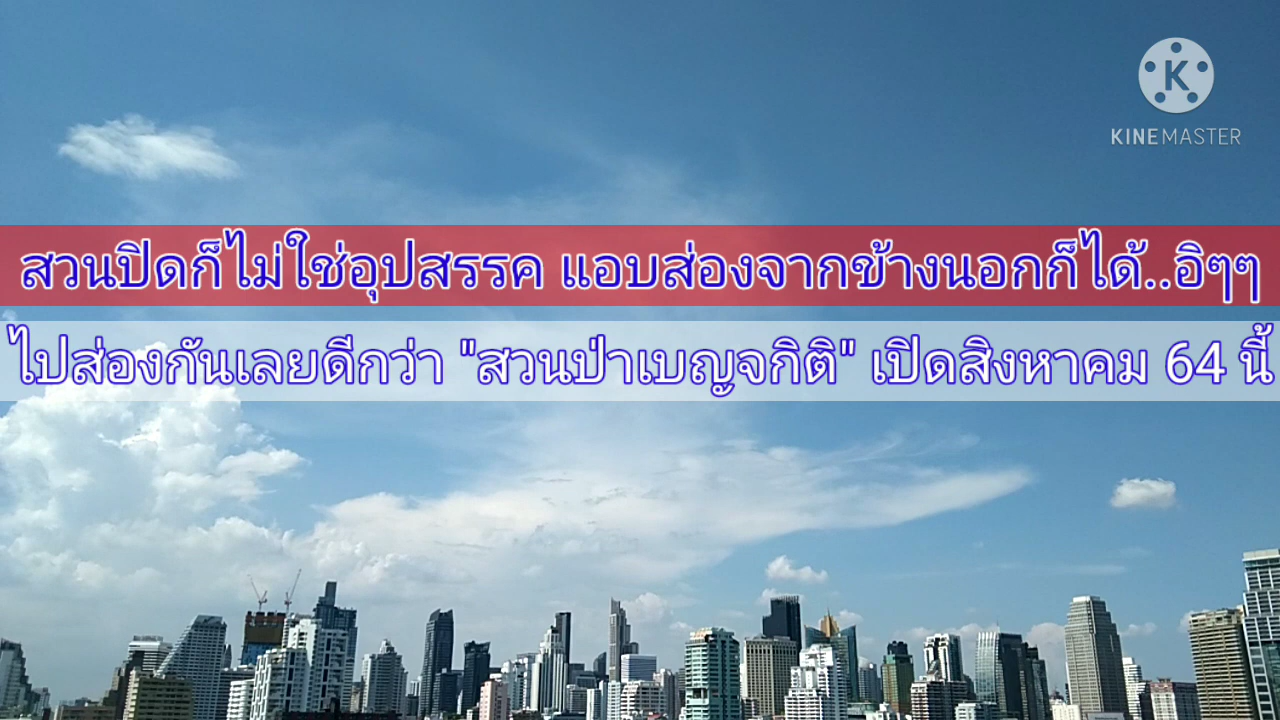 KINEMASTER
สวนปิดก็ไม่ใช่อุปสรรค แอบส่องจากข้างนอกก็ได้..อิๆๆ
ไปส่องกันเลยดีกว่า "สวนป่าเบญจกิติ" เปิดสิงหาคม 64 นี้